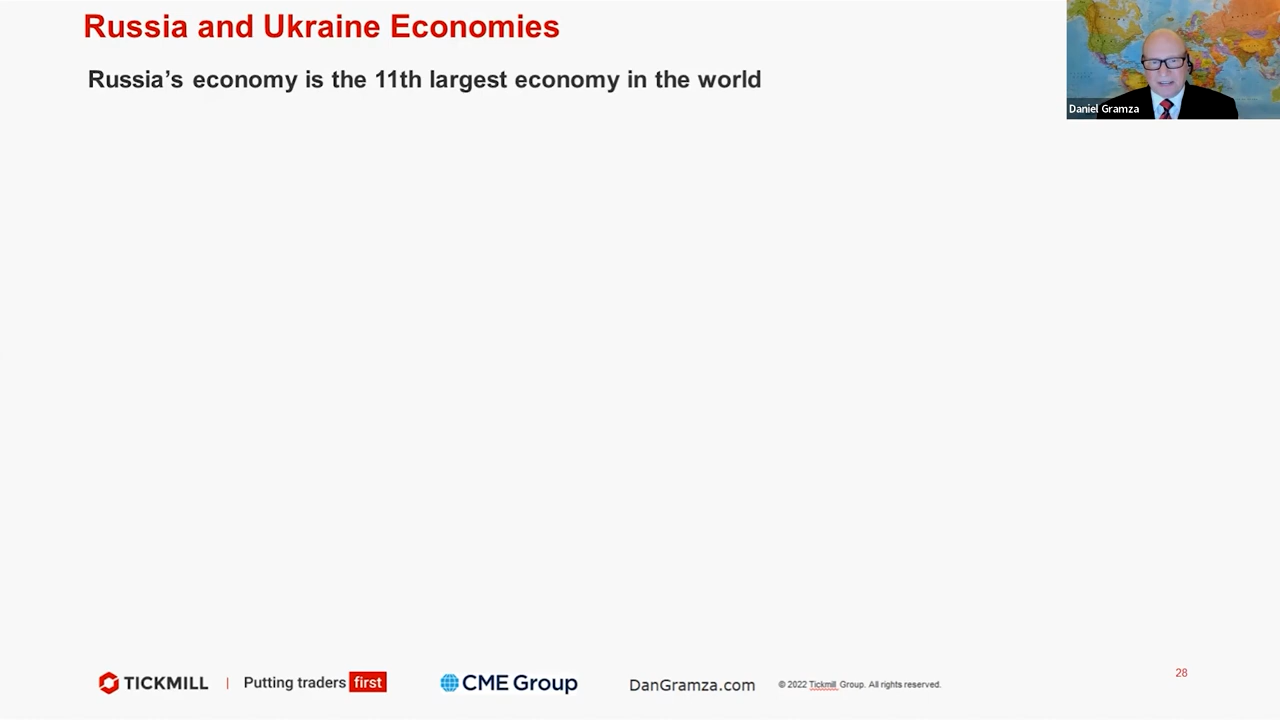 Russia and Ukraine Economies
Russia’s economy is the 11th largest economy in the world
Daniel Gramza
TICKMILL | Putting traders first
CME Group
DanGramza.com
© 2022 Tickmill Group. All rights reserved.
28